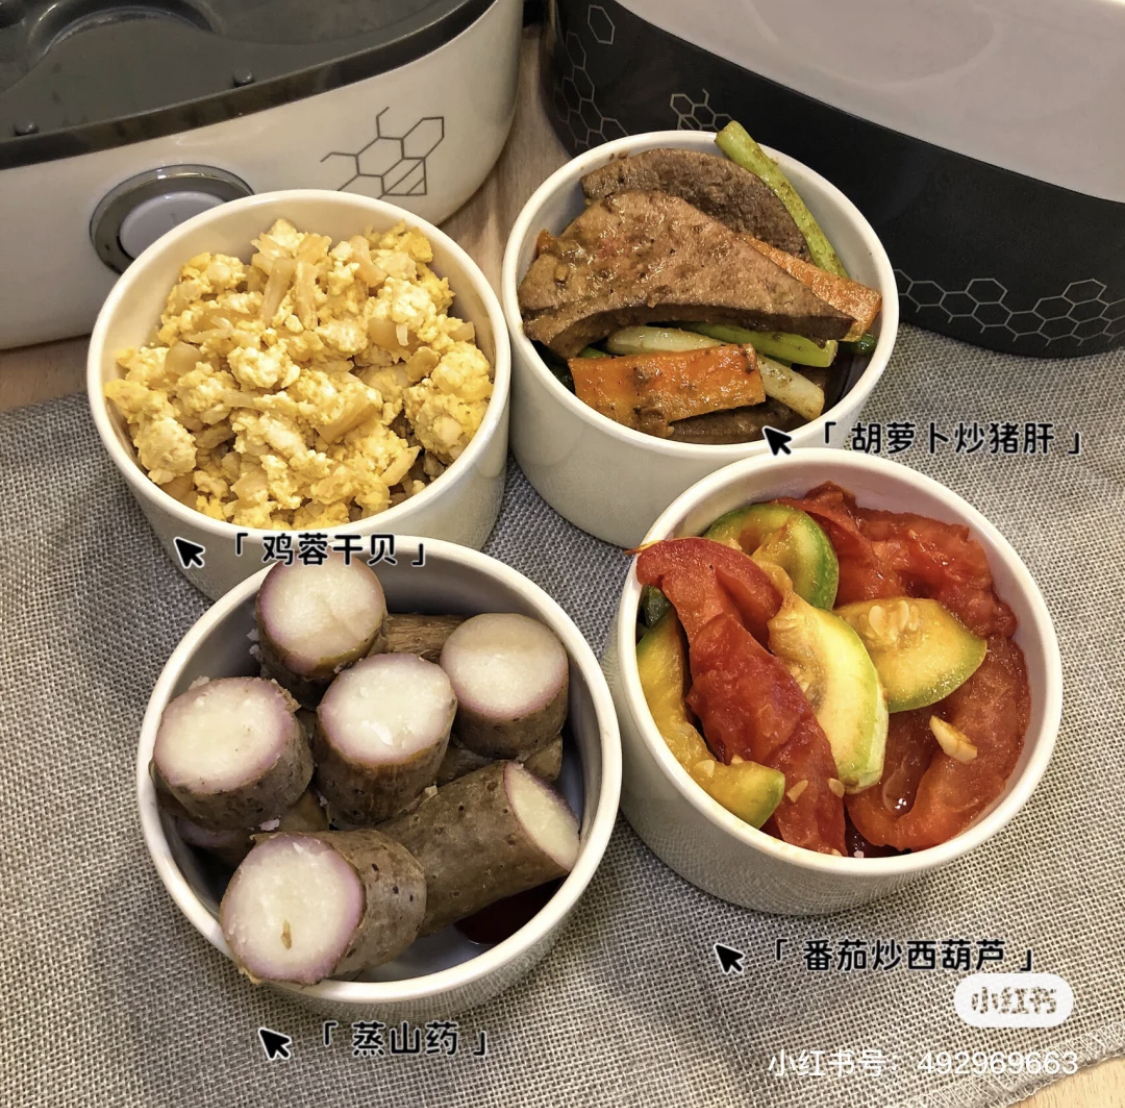 「 胡萝卜炒猪肝 」
「 鸡蓉干贝 」
「 番茄炒西葫芦 」
小红书
「 蒸山药 」
小红书号：492969663